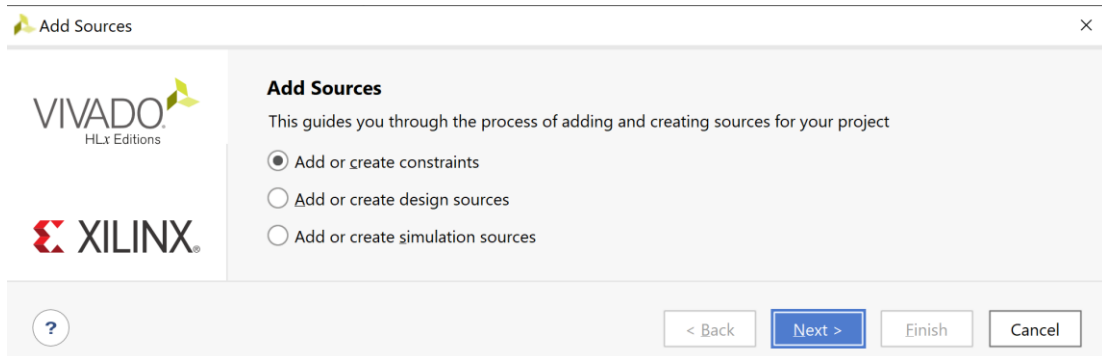 Add Sources
VIVADO.
HLx Editions
XILINX.
Add Sources
This guides you through the process of adding and creating sources for your project
Add or create constraints
Add or create design sources
Add or create simulation sources
?
< Back
Next >
Finish
Cancel